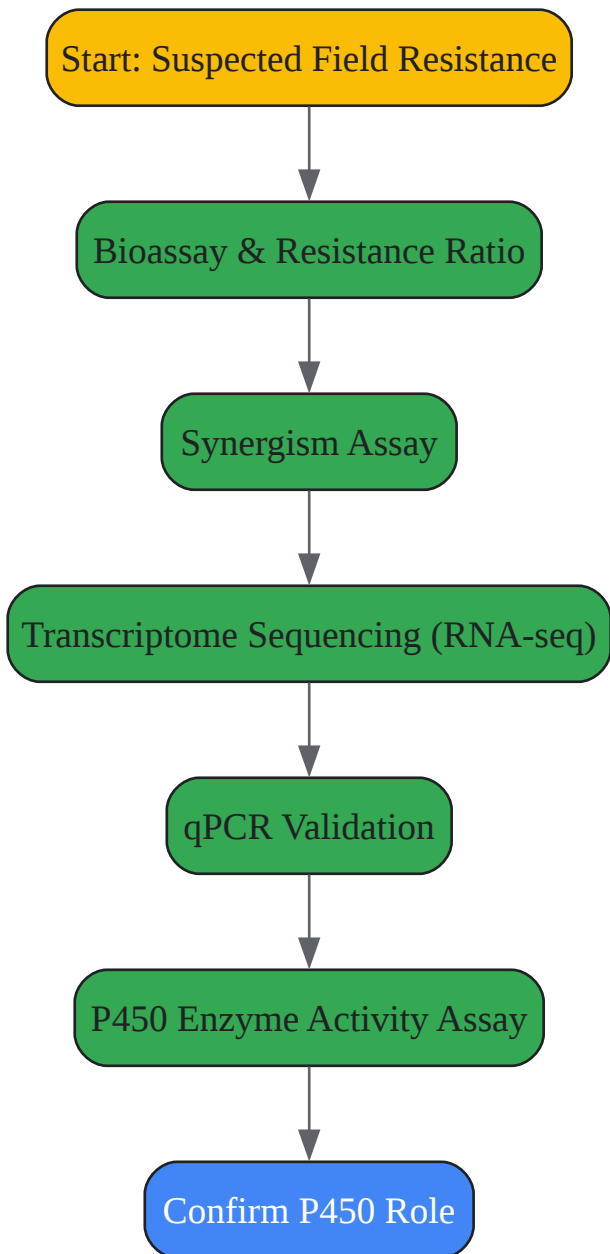 Start: Suspected Field Resistance
Bioassay & Resistance Ratio
Synergism Assay
Transcriptome Sequencing (RNA-seq)
qPCR Validation
P450 Enzyme Activity Assay
Confirm P450 Role